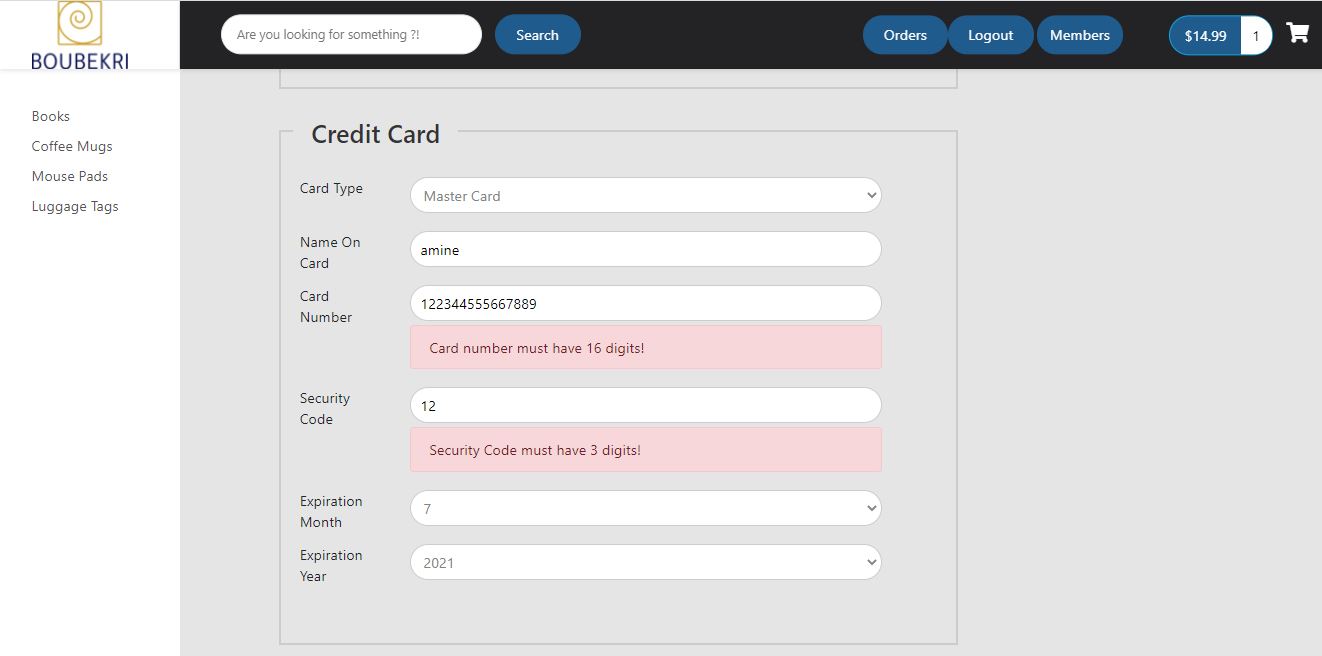 BOUBEKRI
Are you looking for something ?!
Search
Orders
Logout
Members
$14.99
1
Books
Coffee Mugs
Mouse Pads
Luggage Tags
Credit Card
Card Type
Master Card
Name On
Card
amine
Card
Number
122344555667889
Card number must have 16 digits!
Security
Code
12
Security Code must have 3 digits!
Expiration
Month
7
Expiration
Year
2021